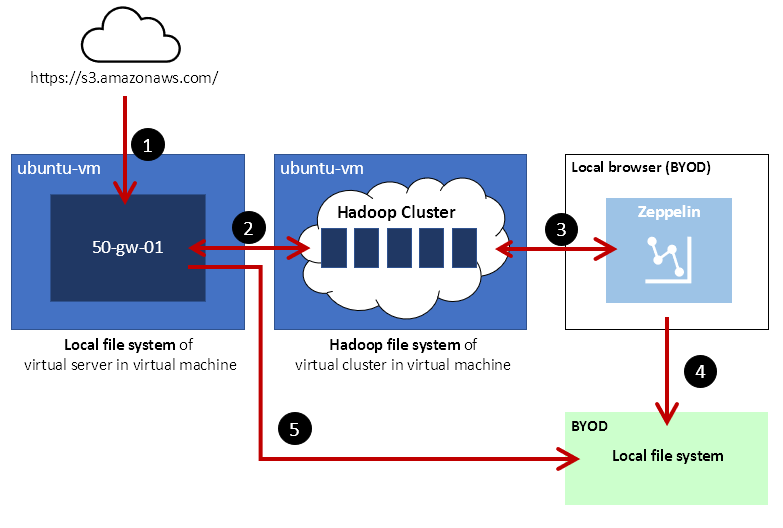 https://s3.amazonaws.com/
1
ubuntu-vm
50-gw-01
2
ubuntu-vm
Hadoop Cluster
3
Local browser (BYOD)
Zeppelin
Local file system of
virtual server in virtual machine
Hadoop file system of
virtual cluster in virtual machine
4
5
BYOD
Local file system